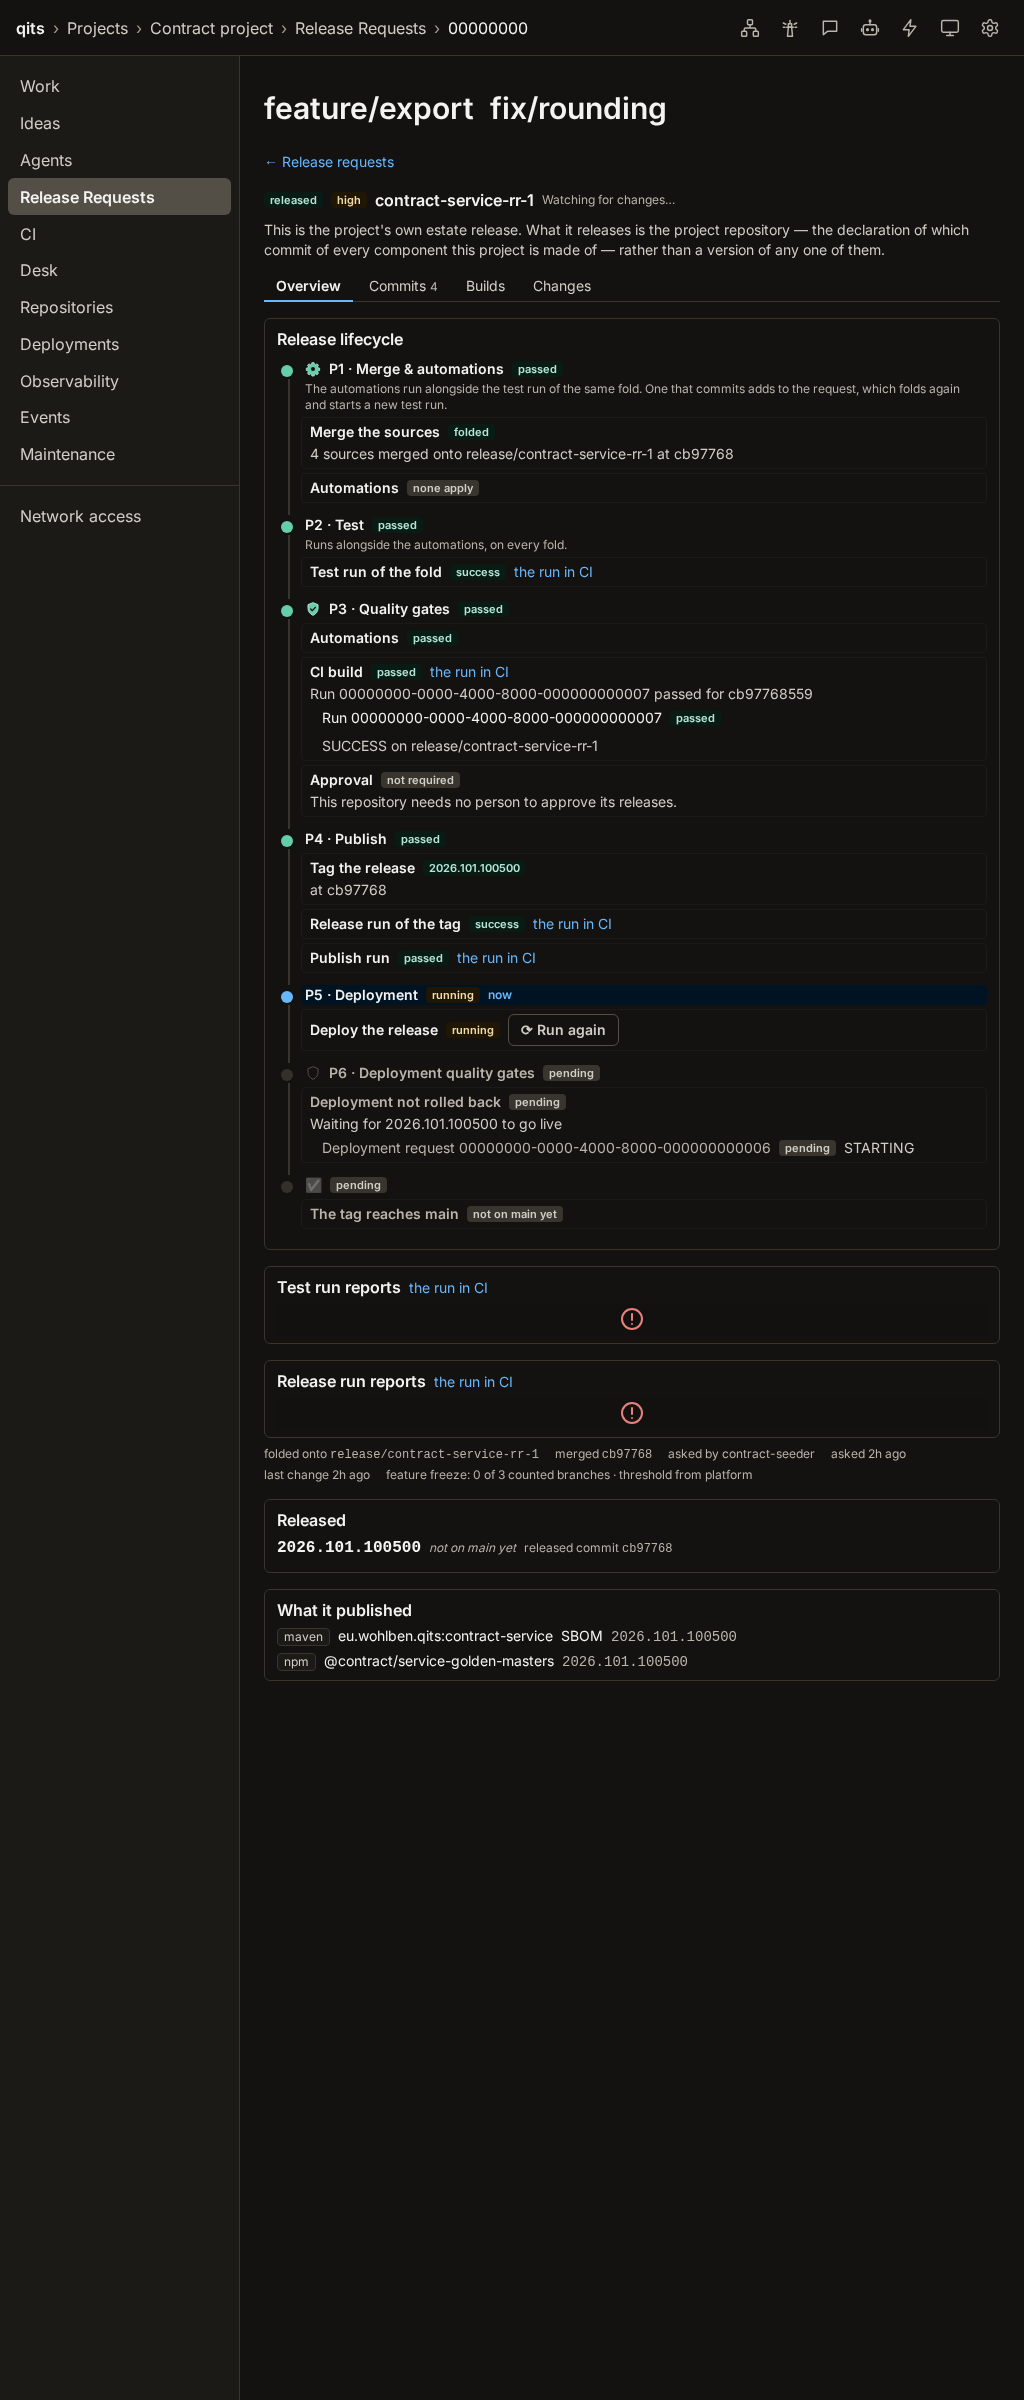 qits › Projects › Contract project › Release Requests › 00000000
Work
Ideas
Agents
Release Requests
CI
Desk
Repositories
Deployments
Observability
Events
Maintenance
Network access
feature/export fix/rounding
← Release requests
released high contract-service-rr-1 Watching for changes...
This is the project's own estate release. What it releases is the project repository — the declaration of which
commit of every component this project is made of — rather than a version of any one of them.
Overview Commits 4 Builds Changes
Release lifecycle
P1 · Merge & automations passed
The automations run alongside the test run of the same fold. One that commits adds to the request, which folds again
and starts a new test run.
Merge the sources folded
4 sources merged onto release/contract-service-rr-1 at cb97768
Automations none apply
P2 · Test passed
Runs alongside the automations, on every fold.
Test run of the fold success the run in CI
P3 · Quality gates passed
Automations passed
CI build passed the run in CI
Run 00000000-0000-4000-8000-000000000007 passed for cb97768559
Run 00000000-0000-4000-8000-000000000007 passed
SUCCESS on release/contract-service-rr-1
Approval not required
This repository needs no person to approve its releases.
P4 · Publish passed
Tag the release 2026.101.100500
at cb97768
Release run of the tag success the run in CI
Publish run passed the run in CI
P5 · Deployment running now
Deploy the release running ⟳ Run again
P6 · Deployment quality gates pending
Deployment not rolled back pending
Waiting for 2026.101.100500 to go live
Deployment request 00000000-0000-4000-8000-000000000006 pending STARTING
pending
The tag reaches main not on main yet
Test run reports the run in CI
Release run reports the run in CI
folded onto release/contract-service-rr-1 merged cb97768 asked by contract-seeder asked 2h ago
last change 2h ago feature freeze: 0 of 3 counted branches · threshold from platform
Released
2026.101.100500 not on main yet released commit cb97768
What it published
maven eu.wohlben.qits:contract-service SBOM 2026.101.100500
npm @contract/service-golden-masters 2026.101.100500